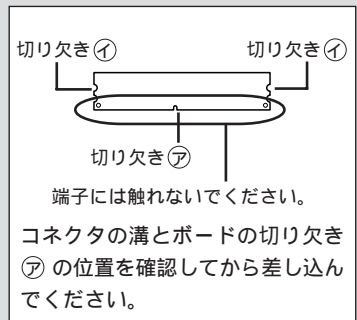 切り欠き㋑ 切り欠き㋑
切り欠き㋐
端子には触れないでください。
コネクタの溝とボードの切り欠き
㋐ の位置を確認してから差し込ん
でください。